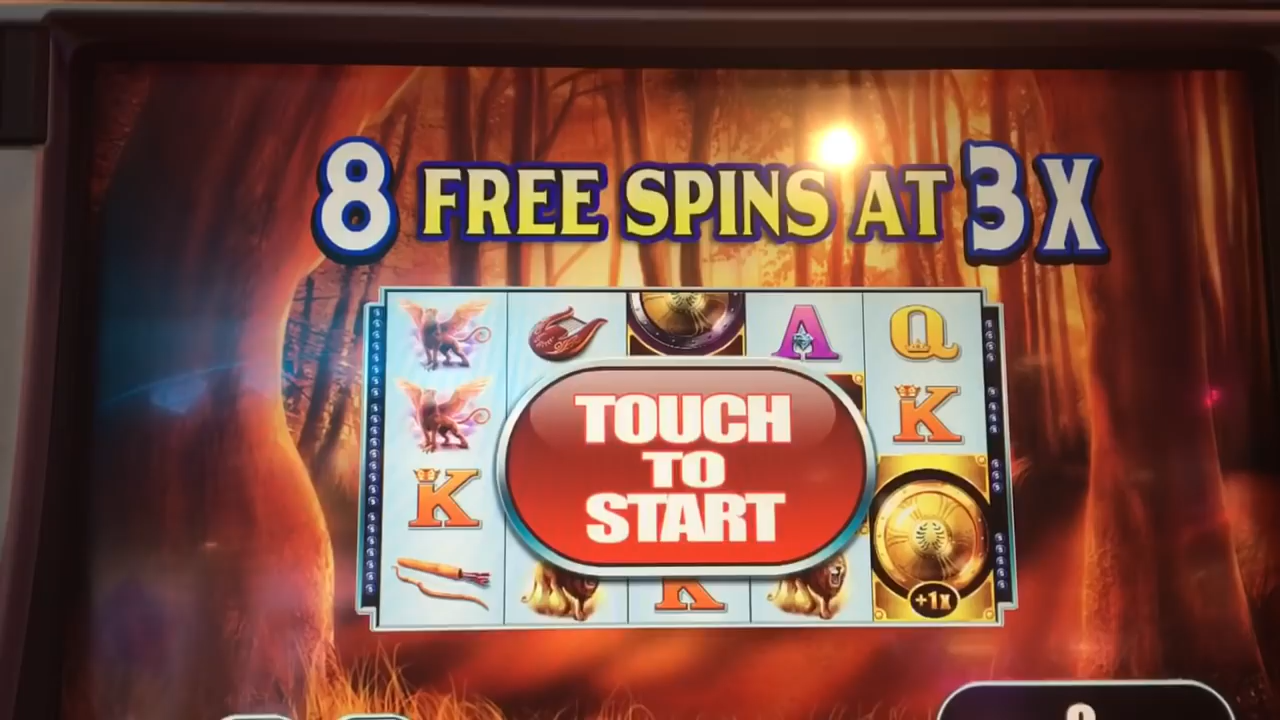 8 FREE SPINS AT 3X
A
Q
K
TOUCH
TO
START
K
K
+1X